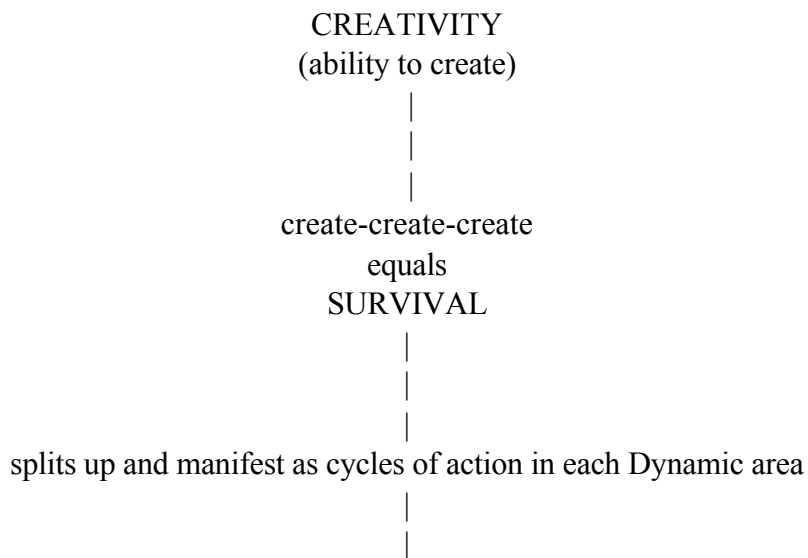 CREATIVITY
(ability to create)
|
|
|
create-create-create
equals
SURVIVAL
|
|
|
splits up and manifest as cycles of action in each Dynamic area
|
|